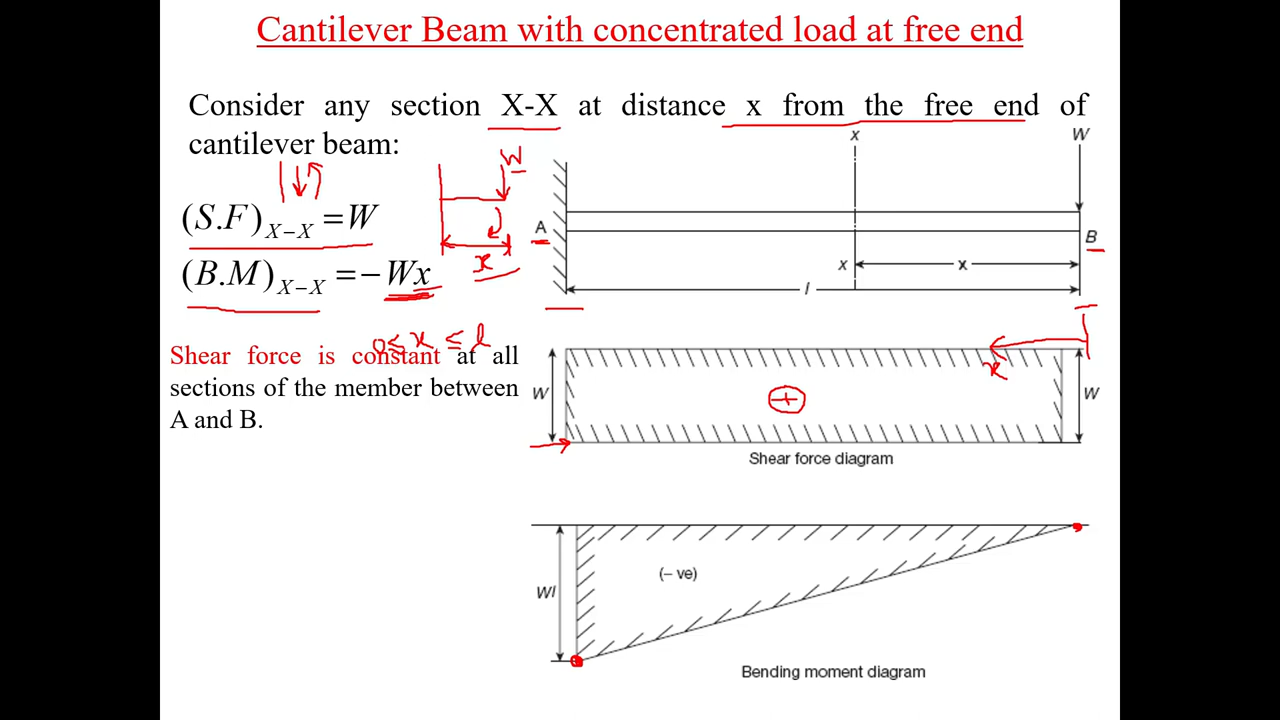 Cantilever Beam with concentrated load at free end
Consider any section X-X at distance x from the free end of
cantilever beam:
(S.F)X-X = W
(B.M)X-X = -Wx
0 ≤ x ≤ l
Shear force is constant at all
sections of the member between
A and B.
W
x
x
W
A
B
x
x
l
W
+
x
W
Shear force diagram
Wl
(– ve)
Bending moment diagram